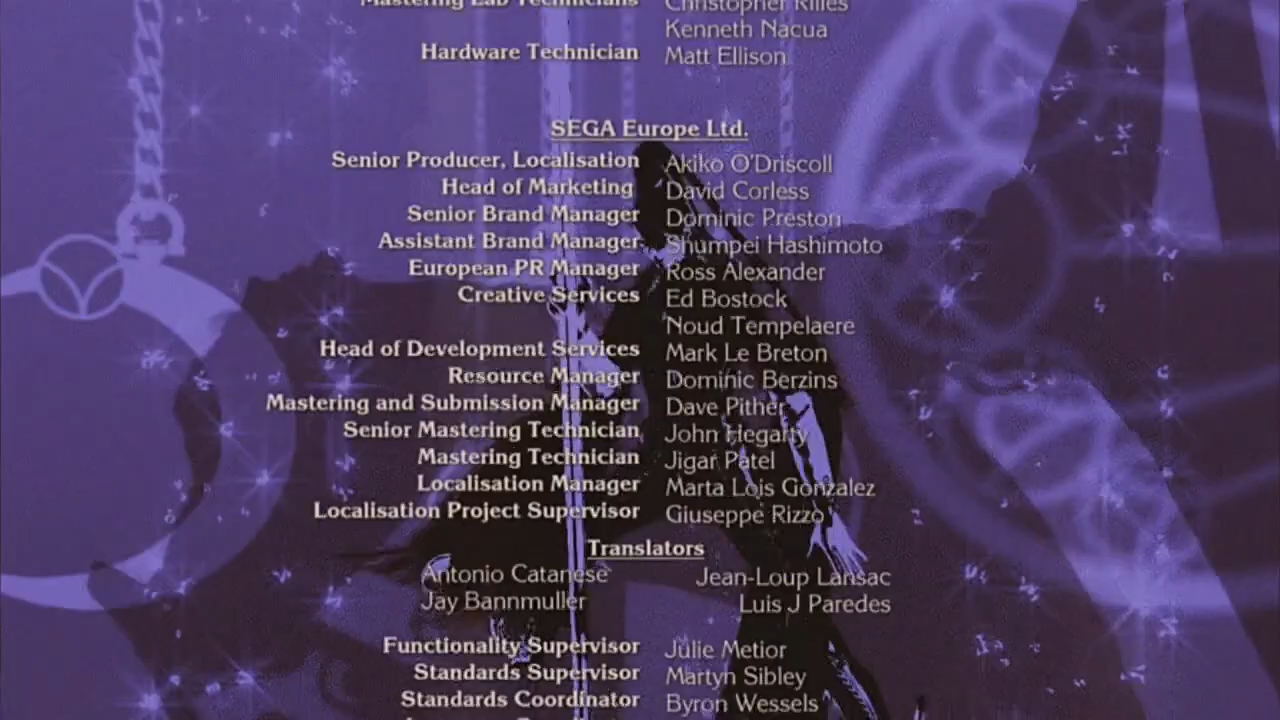 Mastering Lab Technicians Christopher Rilles
Kenneth Nacua
Hardware Technician Matt Ellison
SEGA Europe Ltd.
Senior Producer, Localisation Akiko O'Driscoll
Head of Marketing David Corless
Senior Brand Manager Dominic Preston
Assistant Brand Manager Shumpei Hashimoto
European PR Manager Ross Alexander
Creative Services Ed Bostock
Noud Tempelaere
Head of Development Services Mark Le Breton
Resource Manager Dominic Berzins
Mastering and Submission Manager Dave Pither
Senior Mastering Technician John Hegarty
Mastering Technician Jigar Patel
Localisation Manager Marta Lois Gonzalez
Localisation Project Supervisor Giuseppe Rizzo
Translators
Antonio Catanese Jean-Loup Lansac
Jay Bannmuller Luis J Paredes
Functionality Supervisor Julie Metior
Standards Supervisor Martyn Sibley
Standards Coordinator Byron Wessels